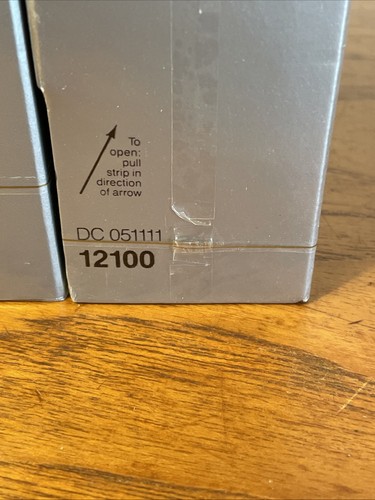 To
open:
pull
strip in
direction
of arrow
DC 051111
12100